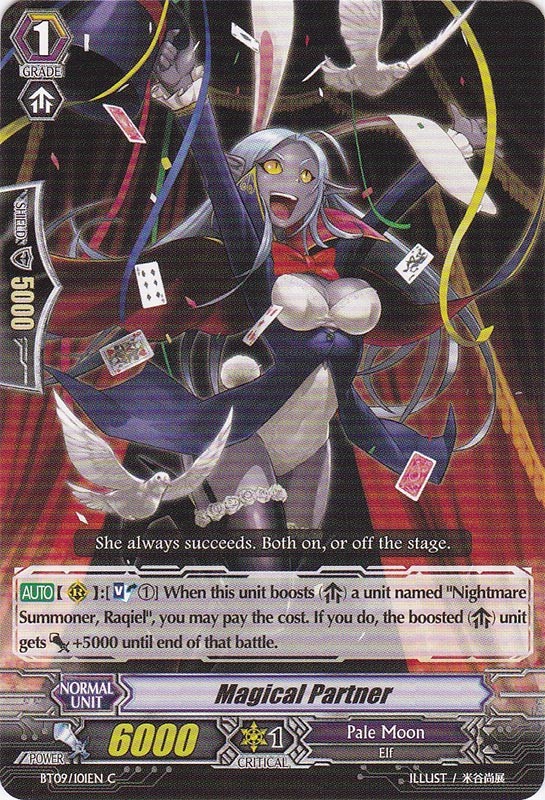 1
GRADE
SHIELD
5000
She always succeeds. Both on, or off the stage.
AUTO【 R 】:[V①] When this unit boosts ( ) a unit named "Nightmare
Summoner, Raqiel", you may pay the cost. If you do, the boosted ( ) unit
gets +5000 until end of that battle.
NORMAL
UNIT
Magical Partner
POWER
6000
1
CRITICAL
Pale Moon
Elf
BT09/101EN C
ILLUST / 米谷尚展